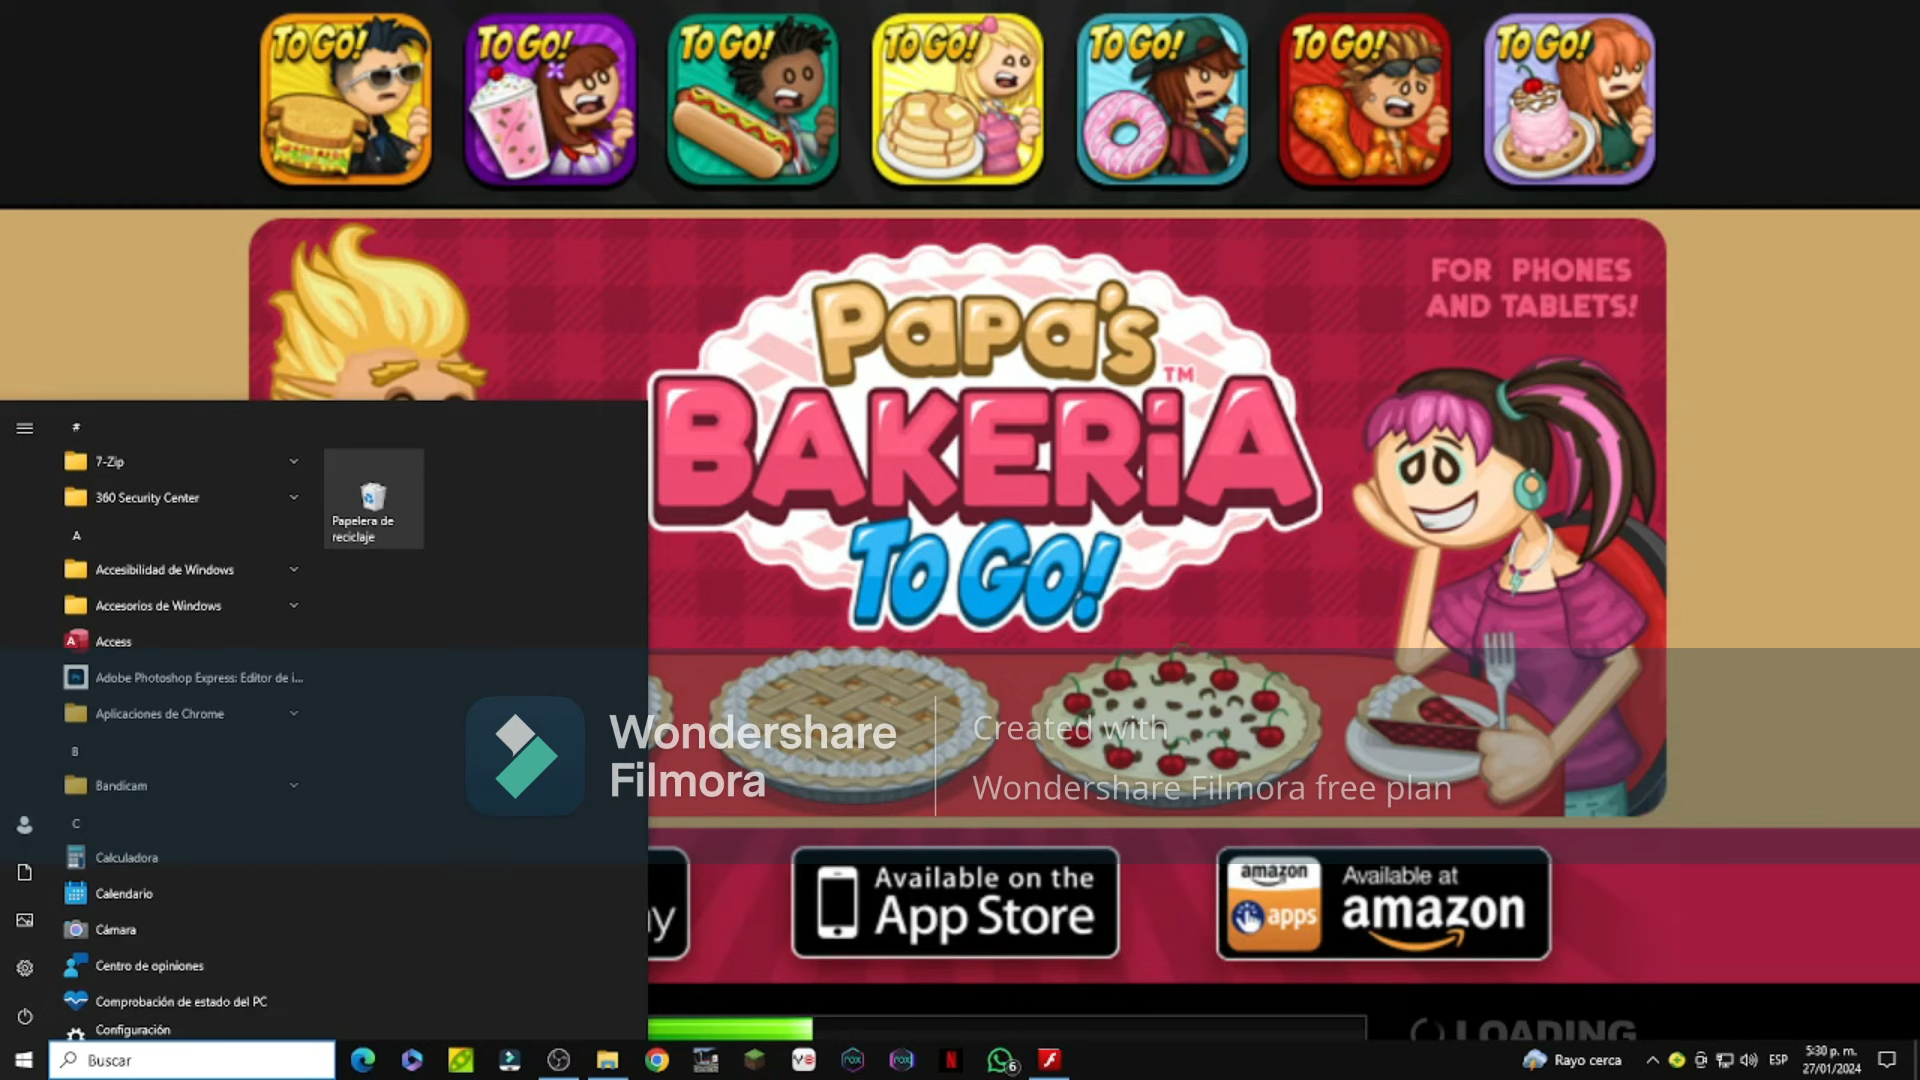 TO GO!
TO GO!
TO GO!
TO GO!
TO GO!
TO GO!
TO GO!
FOR PHONES
AND TABLETS!
Papa's
BAKERiA
TM
To Go!
#
7-Zip
360 Security Center
Papelera de
reciclaje
A
Accesibilidad de Windows
Accesorios de Windows
Access
Adobe Photoshop Express: Editor de i...
Aplicaciones de Chrome
B
Bandicam
C
Calculadora
Calendario
Cámara
Centro de opiniones
Comprobación de estado del PC
Configuración
Wondershare
Filmora
Created with
Wondershare Filmora free plan
ay
Available on the
App Store
amazon
apps
Available at
amazon
LOADING
Buscar
6
Rayo cerca
ESP
5:30 p. m.
27/01/2024